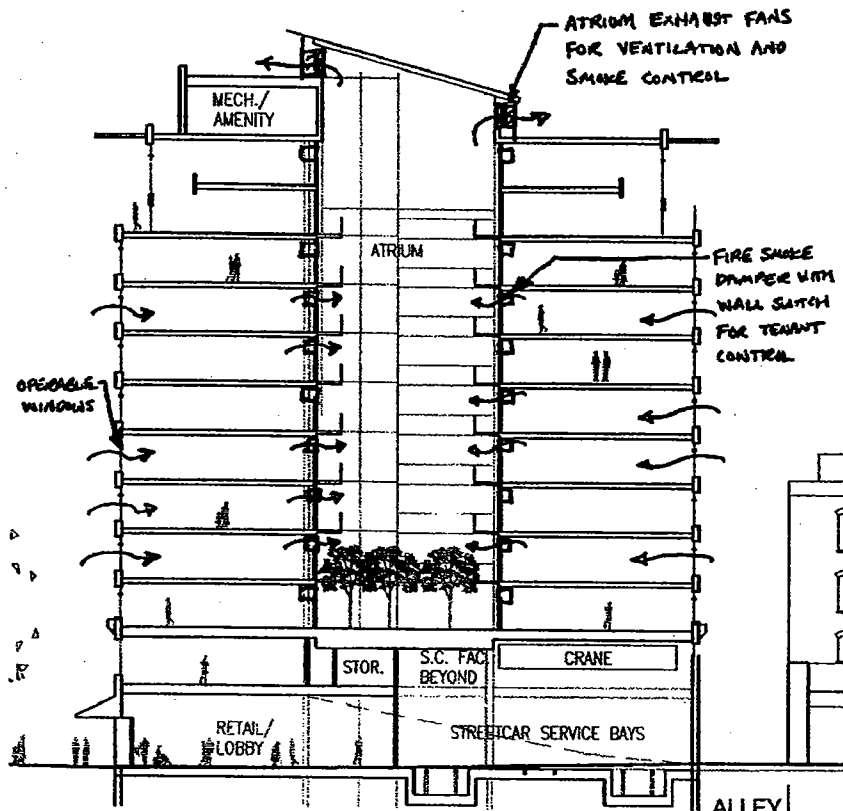 ATRIUM EXHAUST FANS
FOR VENTILATION AND
SMOKE CONTROL
MECH./
AMENITY
ATRIUM
FIRE SMOKE
DAMPER WITH
WALL SWITCH
FOR TENANT
CONTROL
OPERABLE
WINDOWS
STOR.
S.C. FAC.
BEYOND
CRANE
RETAIL/
LOBBY
STREETCAR SERVICE BAYS
ALLEY